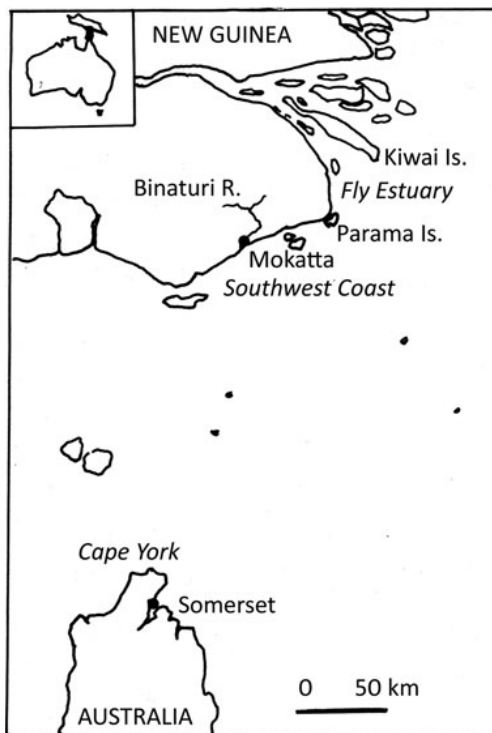 NEW GUINEA
Kiwai Is.
Binaturi R.
Fly Estuary
Parama Is.
Mokatta
Southwest Coast
Cape York
Somerset
0 50 km
AUSTRALIA